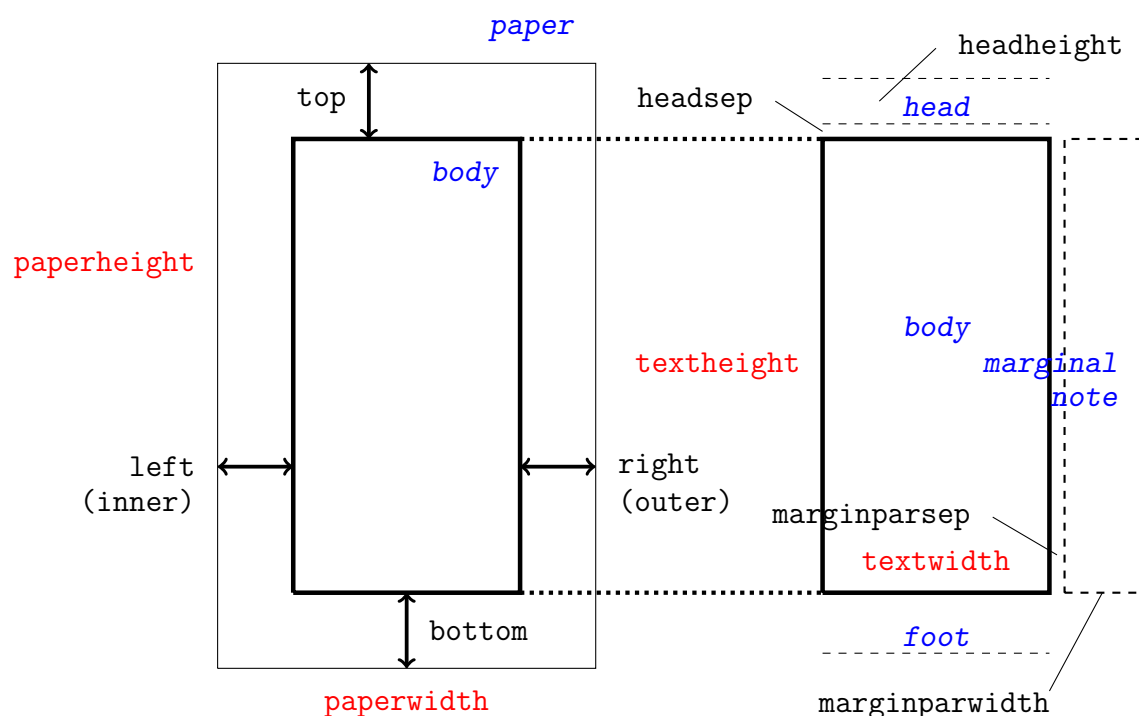 paper
headheight
top
headsep
head
body
paperheight
body
textheight
marginal
note
left
(inner)
right
(outer)
marginparsep
textwidth
bottom
foot
paperwidth
marginparwidth